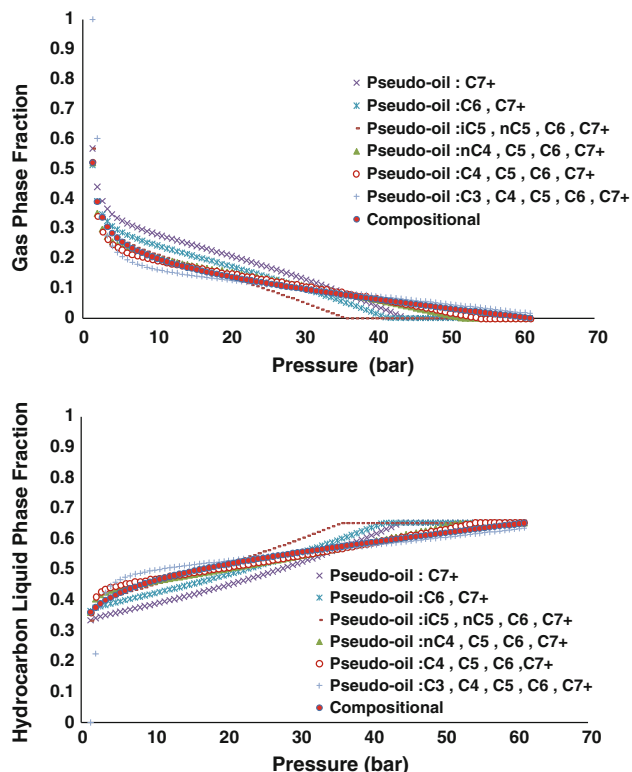 Gas Phase Fraction
1
0.9
0.8
0.7
0.6
0.5
0.4
0.3
0.2
0.1
0
Pseudo-oil : C7+
Pseudo-oil :C6 , C7+
Pseudo-oil :iC5 , nC5 , C6 , C7+
Pseudo-oil :nC4 , C5 , C6 , C7+
Pseudo-oil :C4 , C5 , C6 , C7+
Pseudo-oil : C3 , C4 , C5 , C6 , C7+
Compositional
0 10 20 30 40 50 60 70
Pressure (bar)
Hydrocarbon Liquid Phase Fraction
1
0.9
0.8
0.7
0.6
0.5
0.4
0.3
0.2
0.1
0
Pseudo-oil : C7+
Pseudo-oil :C6 , C7+
Pseudo-oil :iC5 , nC5 , C6 , C7+
Pseudo-oil :nC4 , C5 , C6 , C7+
Pseudo-oil :C4 , C5 , C6 ,C7+
Pseudo-oil :C3 , C4 , C5 , C6 , C7+
Compositional
0 10 20 30 40 50 60 70
Pressure (bar)